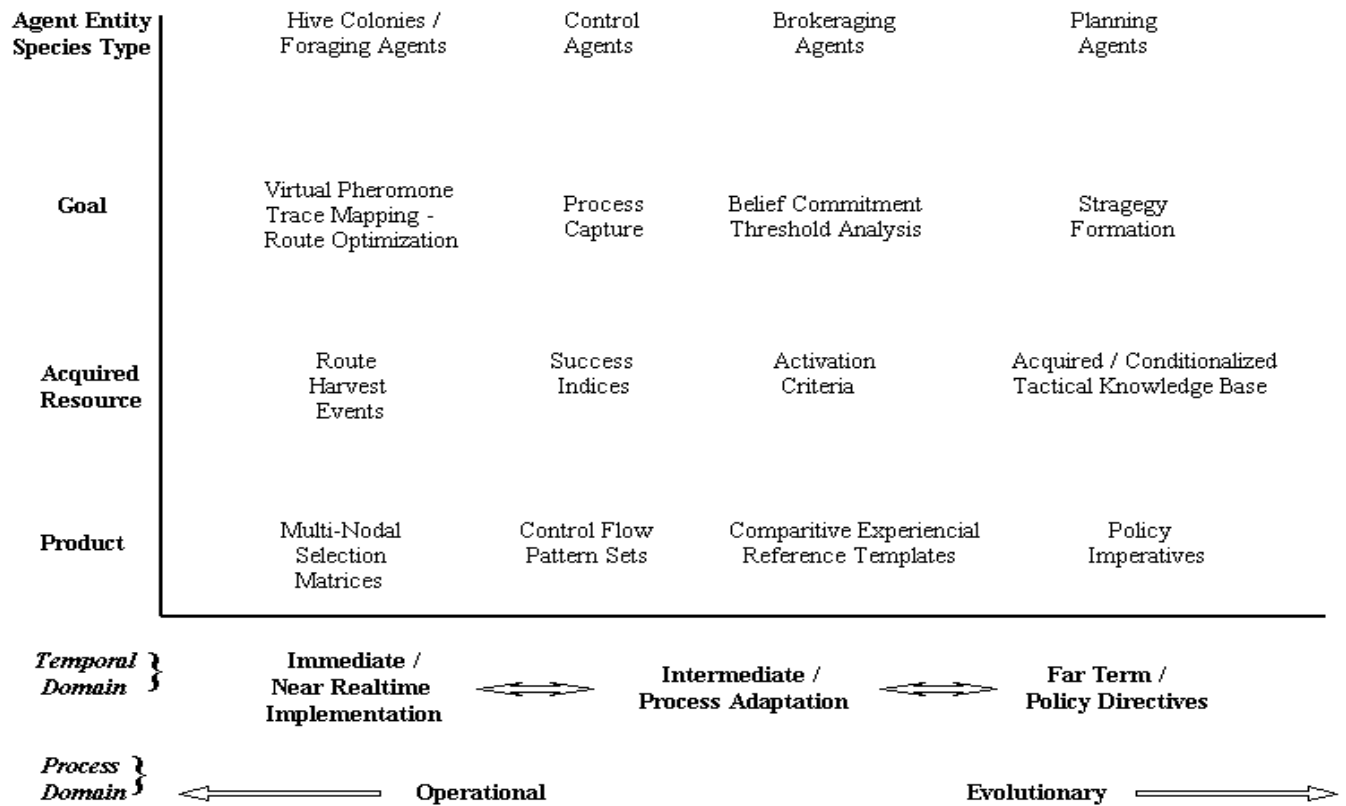 Agent Entity
Species Type
Hive Colonies /
Foraging Agents
Control
Agents
Brokeraging
Agents
Planning
Agents
Goal
Virtual Pheromone
Trace Mapping -
Route Optimization
Process
Capture
Belief Commitment
Threshold Analysis
Stragegy
Formation
Acquired
Resource
Route
Harvest
Events
Success
Indices
Activation
Criteria
Acquired / Conditionalized
Tactical Knowledge Base
Product
Multi-Nodal
Selection
Matrices
Control Flow
Pattern Sets
Comparitive Experiencial
Reference Templates
Policy
Imperatives
Temporal }
Domain
Immediate /
Near Realtime
Implementation
Intermediate /
Process Adaptation
Far Term /
Policy Directives
Process }
Domain
Operational
Evolutionary